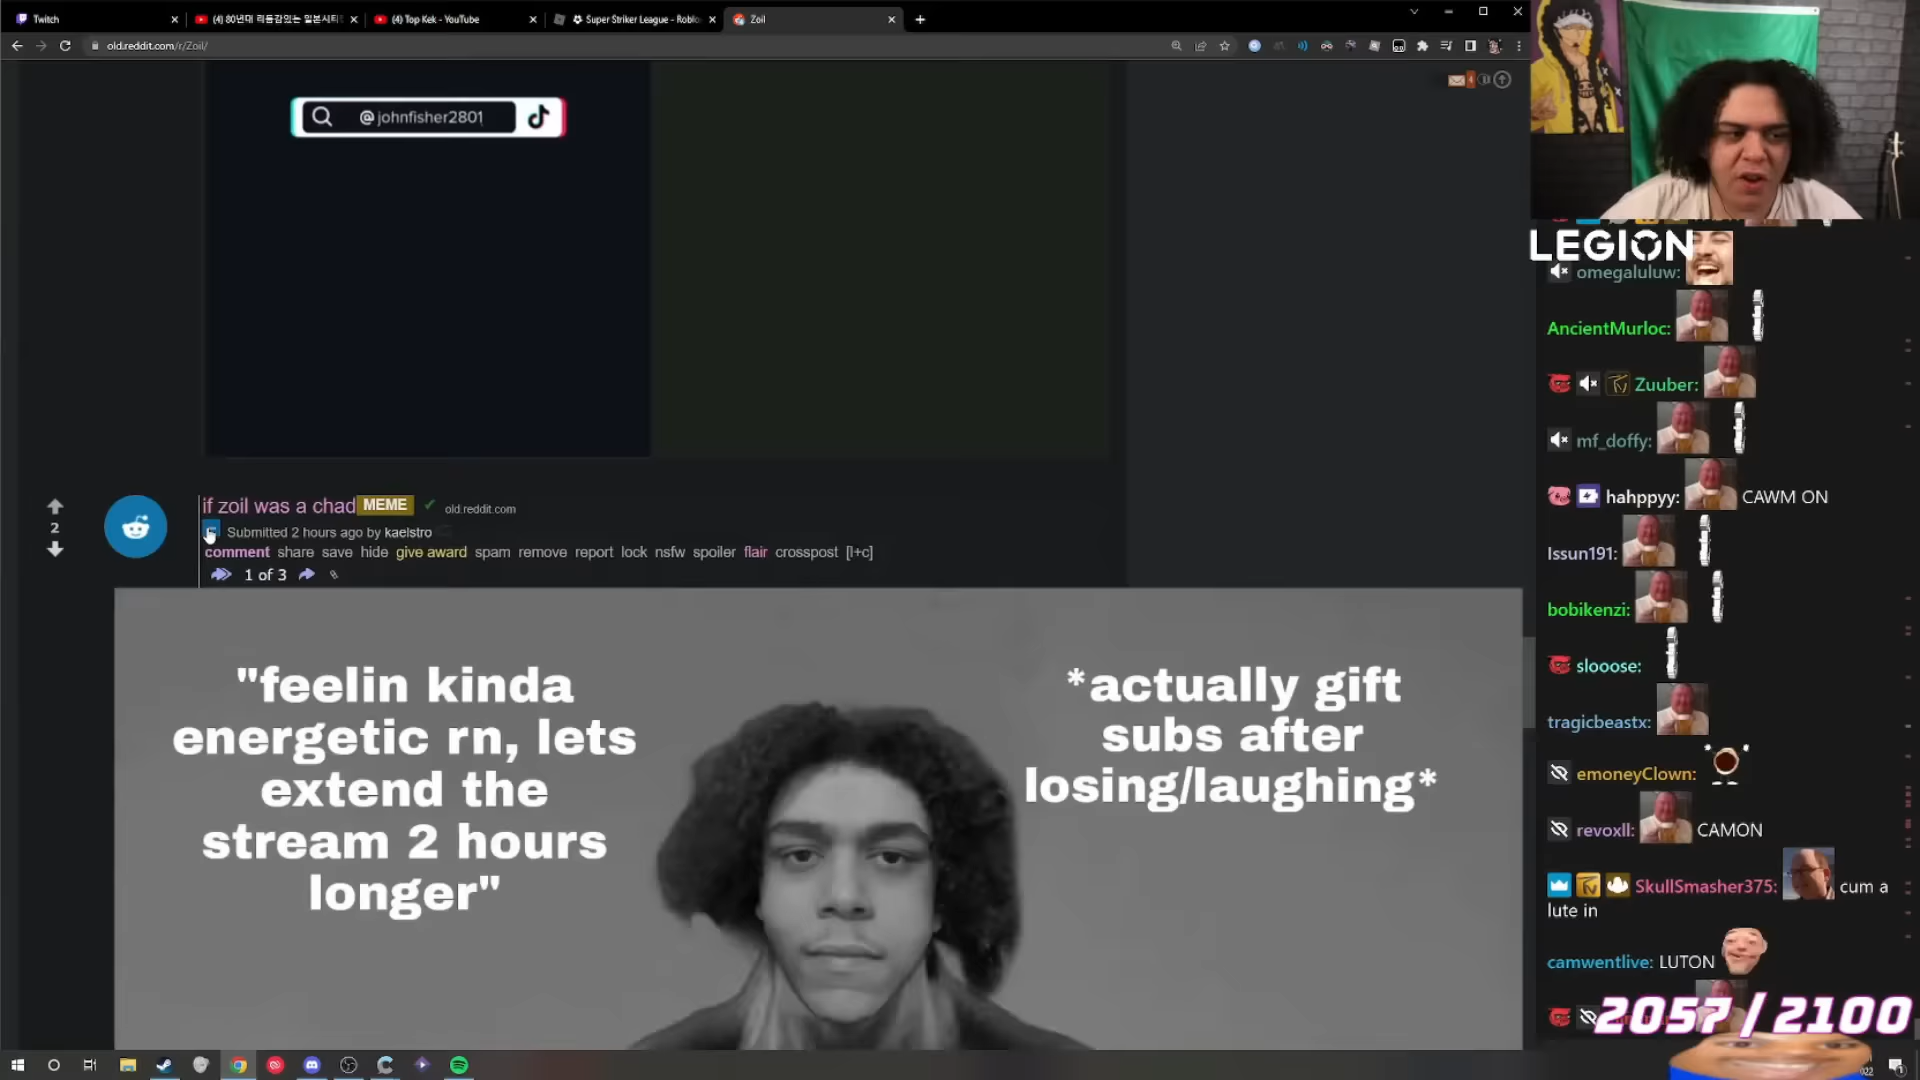 Twitch
(4) 80년대 리듬감있는 일본시티
(4) Top Kek - YouTube
Super Striker League - Roblo
Zoil
old.reddit.com/r/Zoil/
@johnfisher2801
if zoil was a chad MEME ✓ old.reddit.com
2
Submitted 2 hours ago by kaelstro
comment share save hide give award spam remove report lock nsfw spoiler flair crosspost [l+c]
1 of 3
"feelin kinda
energetic rn, lets
extend the
stream 2 hours
longer"
*actually gift
subs after
losing/laughing*
LEGION
omegaluluw:
AncientMurloc:
Zuuber:
mf_doffy:
hahppyy: CAWM ON
Issun191:
bobikenzi:
slooose:
tragicbeastx:
emoneyClown:
revoxll: CAMON
SkullSmasher375: cum a
lute in
camwentlive: LUTON
2057/2100